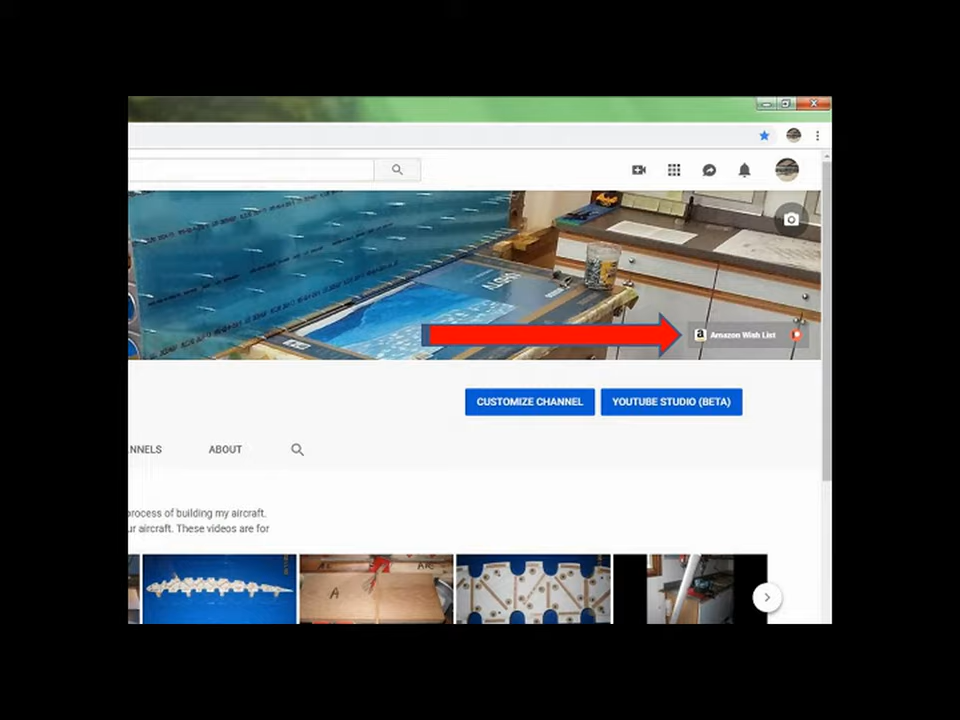 a Amazon Wish List
CUSTOMIZE CHANNEL
YOUTUBE STUDIO (BETA)
NNELS
ABOUT
process of building my aircraft.
ur aircraft. These videos are for
A